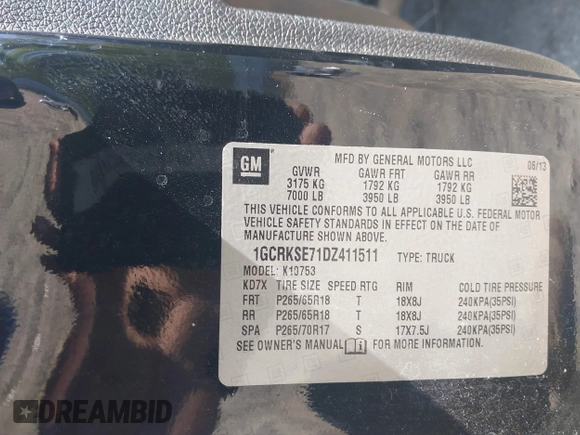 GM
MFD BY GENERAL MOTORS LLC
06/13
GVWR GAWR FRT GAWR RR
3175 KG 1792 KG 1792 KG
7000 LB 3950 LB 3950 LB
THIS VEHICLE CONFORMS TO ALL APPLICABLE U.S. FEDERAL MOTOR
VEHICLE SAFETY STANDARDS IN EFFECT ON THE DATE OF
MANUFACTURE SHOWN ABOVE.
1GCRKSE71DZ411511 TYPE: TRUCK
MODEL: K10753
KD7X TIRE SIZE SPEED RTG RIM COLD TIRE PRESSURE
FRT P265/65R18 T 18X8J 240KPA(35PSI)
RR P265/65R18 T 18X8J 240KPA(35PSI)
SPA P265/70R17 S 17X7.5J 240KPA(35PSI)
SEE OWNER'S MANUAL FOR MORE INFORMATION.
DREAMBID